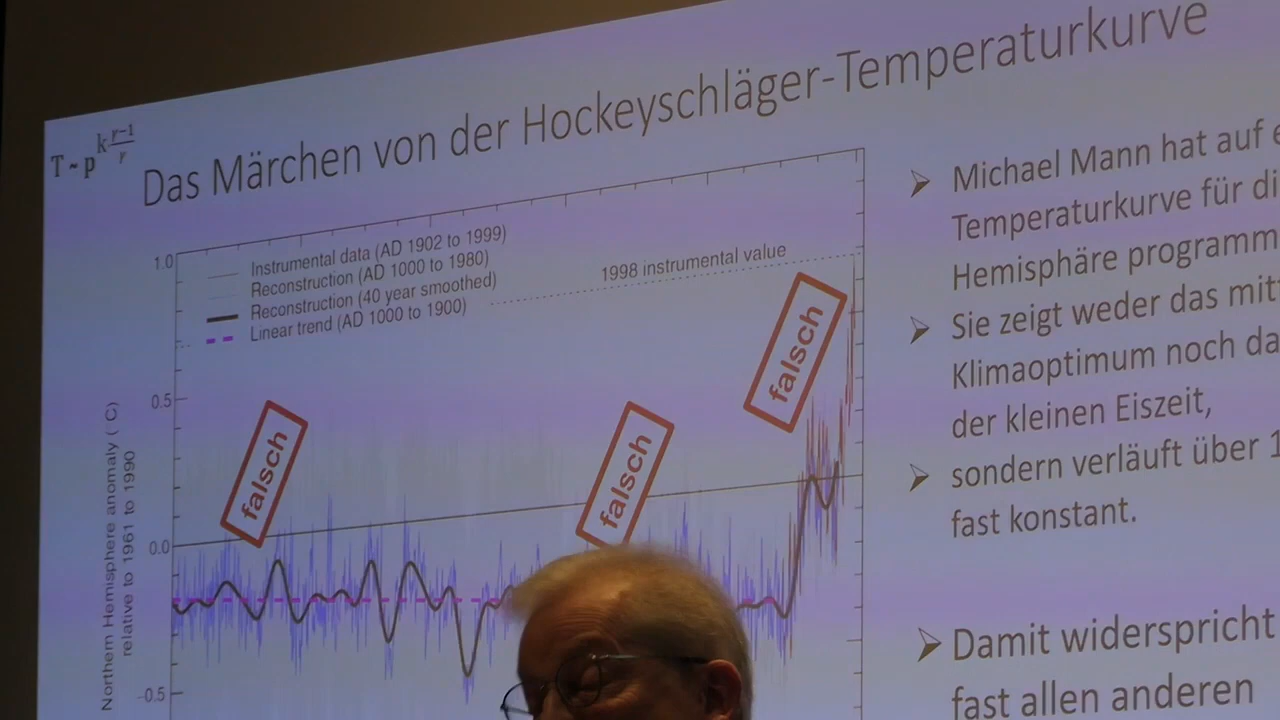 Das Märchen von der Hockeyschläger-Temperaturkurve
T ~ p k r-1 / r
1.0
Instrumental data (AD 1902 to 1999)
Reconstruction (AD 1000 to 1980)
Reconstruction (40 year smoothed)
Linear trend (AD 1000 to 1900)
1998 instrumental value
0.5
0.0
-0.5
Northern Hemisphere anomaly ( C)
relative to 1961 to 1990
falsch
falsch
falsch
Michael Mann hat auf
Temperaturkurve für
Hemisphäre
Sie zeigt weder das
Klimaoptimum noch
der kleinen Eiszeit,
sondern verläuft über
fast konstant.
Damit widerspricht
fast allen anderen